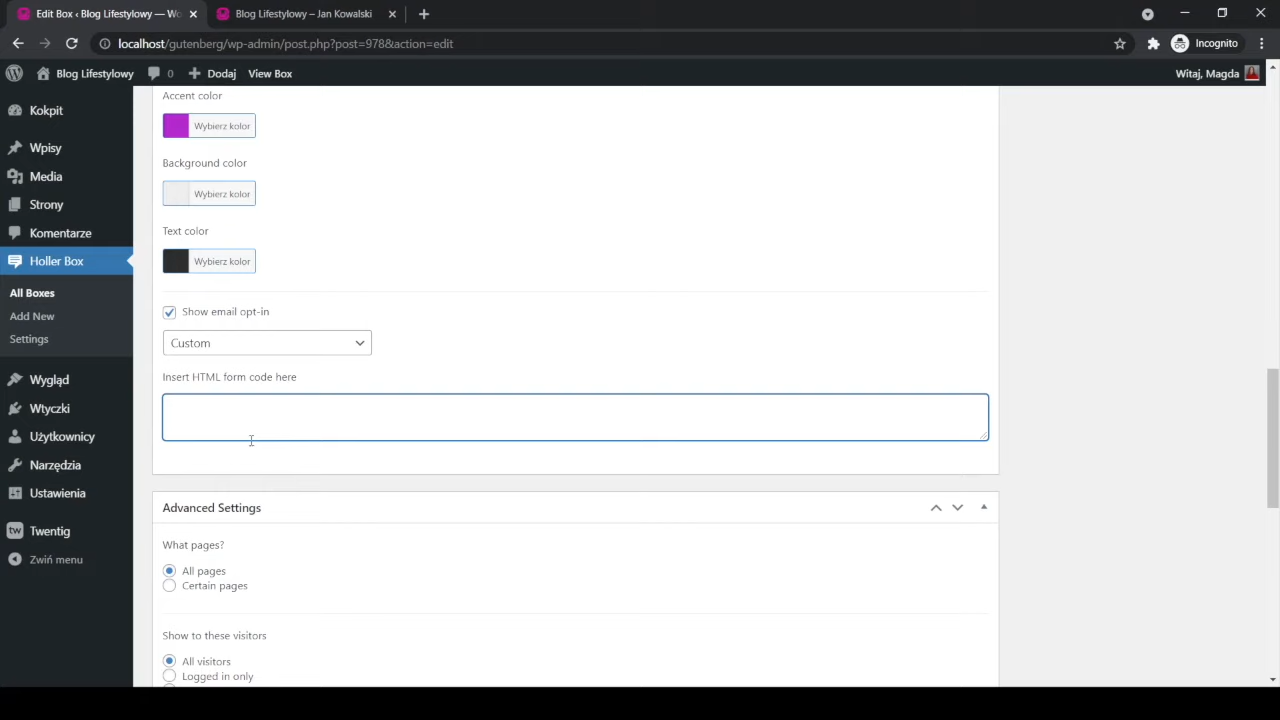 Edit Box ‹ Blog Lifestylowy — Wo
Blog Lifestylowy – Jan Kowalski
localhost/gutenberg/wp-admin/post.php?post=978&action=edit
Incognito
Blog Lifestylowy
0
Dodaj
View Box
Witaj, Magda
Kokpit
Wpisy
Media
Strony
Komentarze
Holler Box
All Boxes
Add New
Settings
Wygląd
Wtyczki
Użytkownicy
Narzędzia
Ustawienia
tw Twentig
Zwiń menu
Accent color
Wybierz kolor
Background color
Wybierz kolor
Text color
Wybierz kolor
Show email opt-in
Custom
Insert HTML form code here
Advanced Settings
What pages?
All pages
Certain pages
Show to these visitors
All visitors
Logged in only